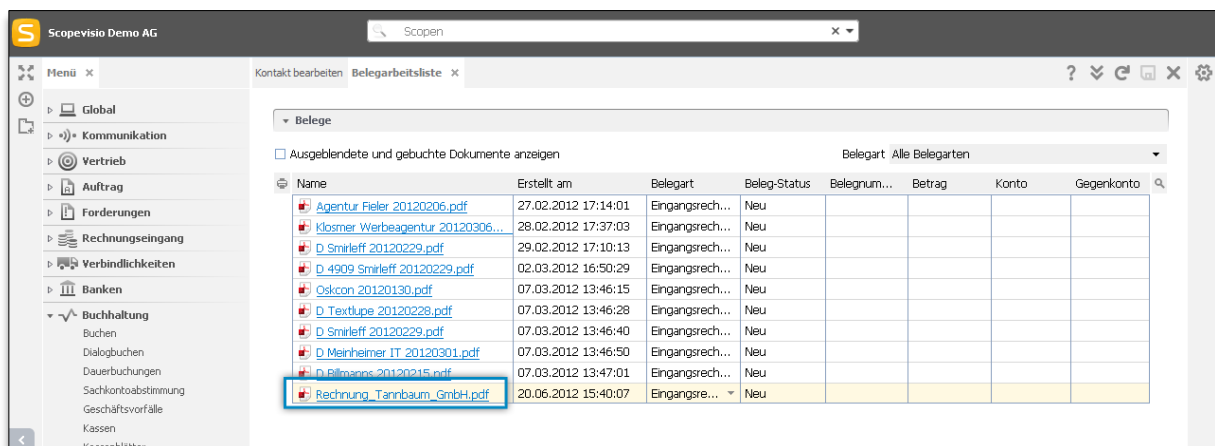 S Scopevisio Demo AG Scopen
Menü Kontakt bearbeiten Belegarbeitsliste ?
Global
Kommunikation
Vertrieb
Auftrag
Forderungen
Rechnungseingang
Verbindlichkeiten
Banken
Buchhaltung
Buchen
Dialogbuchen
Dauerbuchungen
Sachkontoabstimmung
Geschäftsvorfälle
Kassen
Belege
Ausgeblendete und gebuchte Dokumente anzeigen Belegart Alle Belegarten
Name Erstellt am Belegart Beleg-Status Belegnum... Betrag Konto Gegenkonto
Agentur Fieler 20120206.pdf 27.02.2012 17:14:01 Eingangsrech... Neu
Klosmer Werbeagentur 20120306... 28.02.2012 17:37:03 Eingangsrech... Neu
D Smirleff 20120229.pdf 29.02.2012 17:10:13 Eingangsrech... Neu
D 4909 Smirleff 20120229.pdf 02.03.2012 16:50:29 Eingangsrech... Neu
Oskcon 20120130.pdf 07.03.2012 13:46:15 Eingangsrech... Neu
D Textlupe 20120228.pdf 07.03.2012 13:46:28 Eingangsrech... Neu
D Smirleff 20120229.pdf 07.03.2012 13:46:40 Eingangsrech... Neu
D Meinheimer IT 20120301.pdf 07.03.2012 13:46:50 Eingangsrech... Neu
D Billmanns 20120215.pdf 07.03.2012 13:47:01 Eingangsrech... Neu
Rechnung_Tannbaum_GmbH.pdf 20.06.2012 15:40:07 Eingangsre... Neu